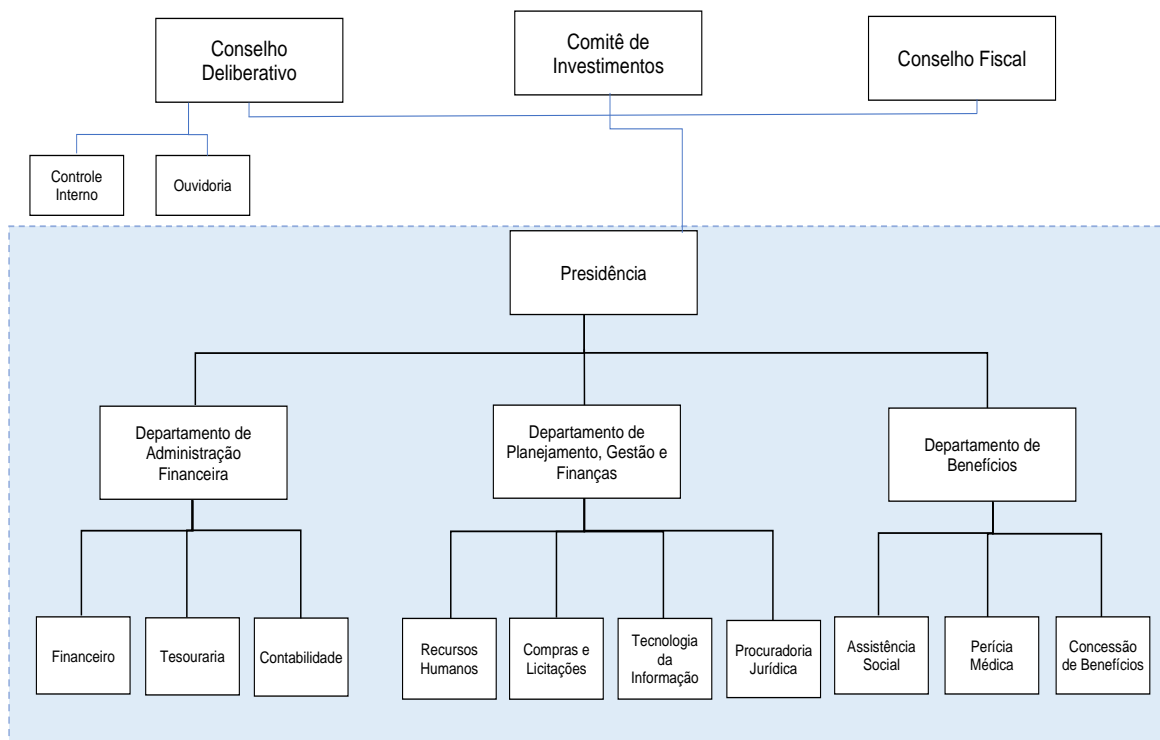 Conselho
Deliberativo
Comitê de
Investimentos
Conselho Fiscal
Controle
Interno
Ouvidoria
Presidência
Departamento de
Administração
Financeira
Departamento de
Planejamento, Gestão e
Finanças
Departamento de
Benefícios
Financeiro
Tesouraria
Contabilidade
Recursos
Humanos
Compras e
Licitações
Tecnologia
da
Informação
Procuradoria
Jurídica
Assistência
Social
Perícia
Médica
Concessão
de Benefícios